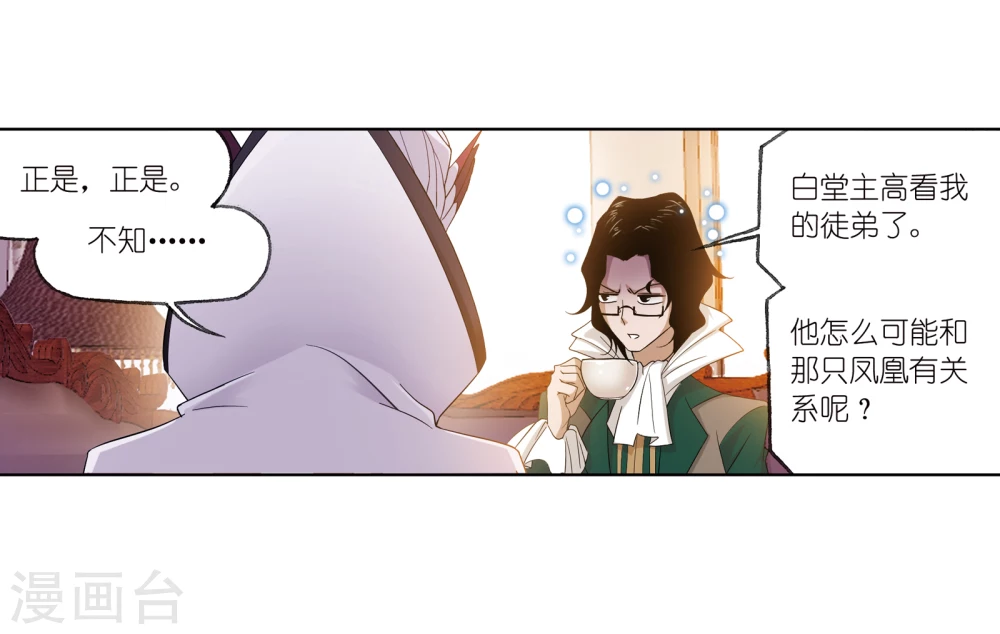 正是，正是。
不知……
白堂主高看我
的徒弟了。
他怎么可能和
那只凤凰有关
系呢？
漫画台